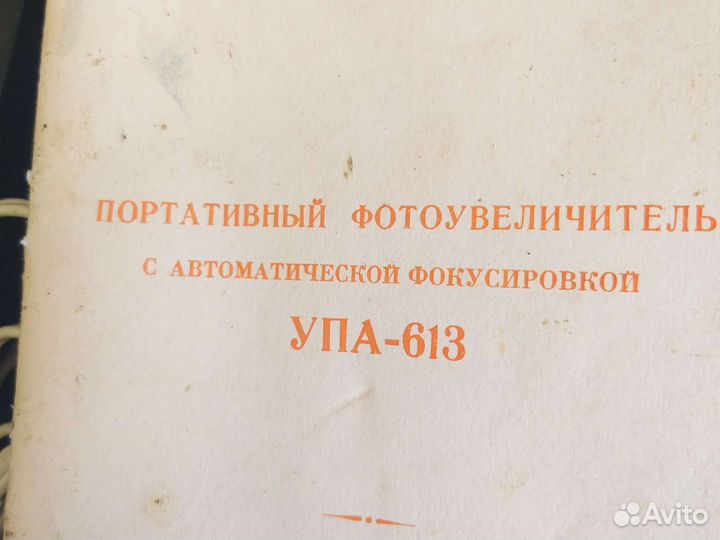 ПОРТАТИВНЫЙ ФОТОУВЕЛИЧИТЕЛЬ
С АВТОМАТИЧЕСКОЙ ФОКУСИРОВКОЙ
УПА-613
Avito